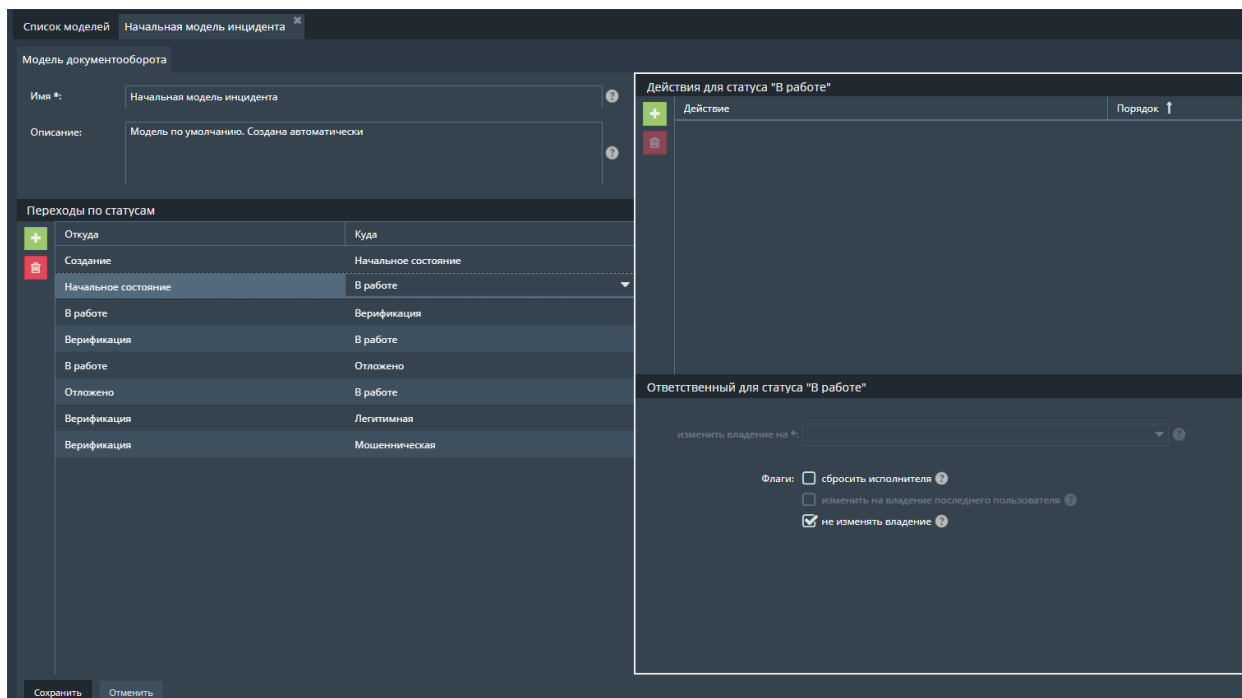 Список моделей Начальная модель инцидента
Модель документооборота
Имя *: Начальная модель инцидента
Описание: Модель по умолчанию. Создана автоматически
Переходы по статусам
Откуда Куда
Создание Начальное состояние
Начальное состояние В работе
В работе Верификация
Верификация В работе
В работе Отложено
Отложено В работе
Верификация Легитимная
Верификация Мошенническая
Действия для статуса "В работе"
Действие Порядок
Ответственный для статуса "В работе"
изменить владение на *:
Флаги: сбросить исполнителя
изменить на владение последнего пользователя
не изменять владение
Сохранить Отменить